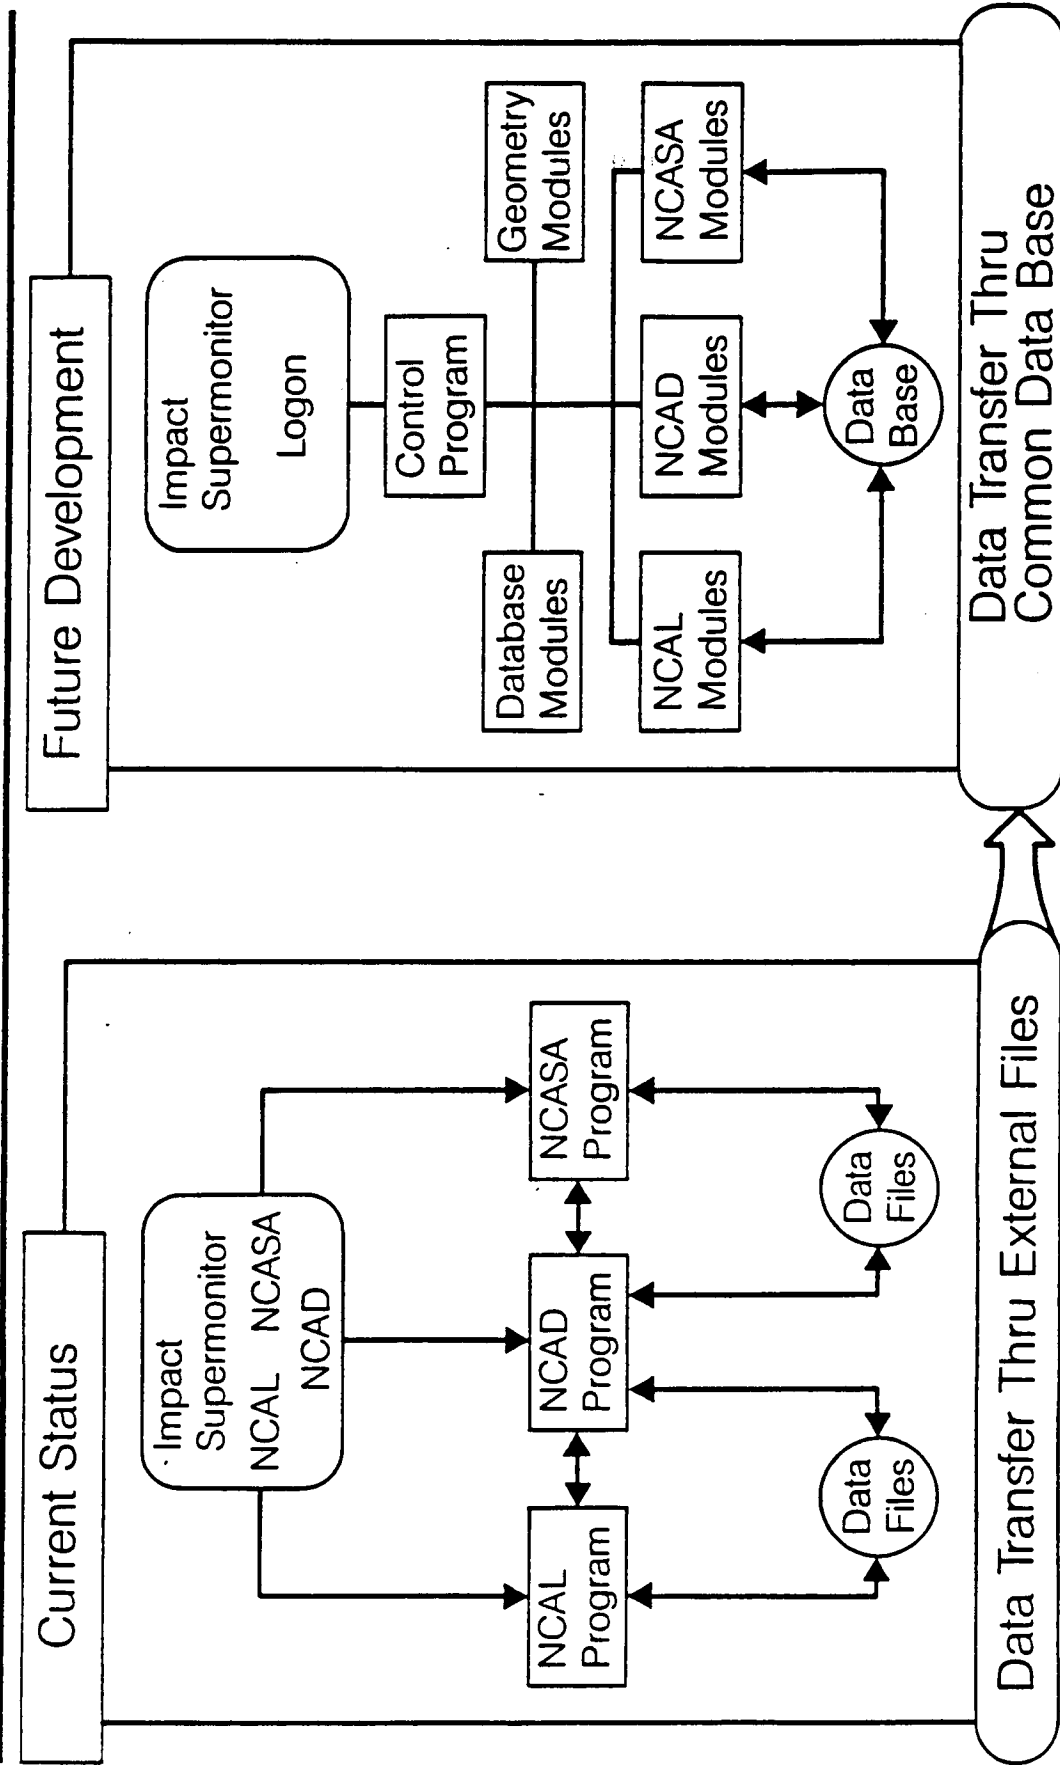 Current Status
Impact
Supermonitor
NCAL NCASA
NCAD
NCAL
Program
NCAD
Program
NCASA
Program
Data
Files
Data
Files
Data Transfer Thru External Files
Future Development
Impact
Supermonitor
Logon
Control
Program
Database
Modules
Geometry
Modules
NCAL
Modules
NCAD
Modules
NCASA
Modules
Data
Base
Data Transfer Thru
Common Data Base